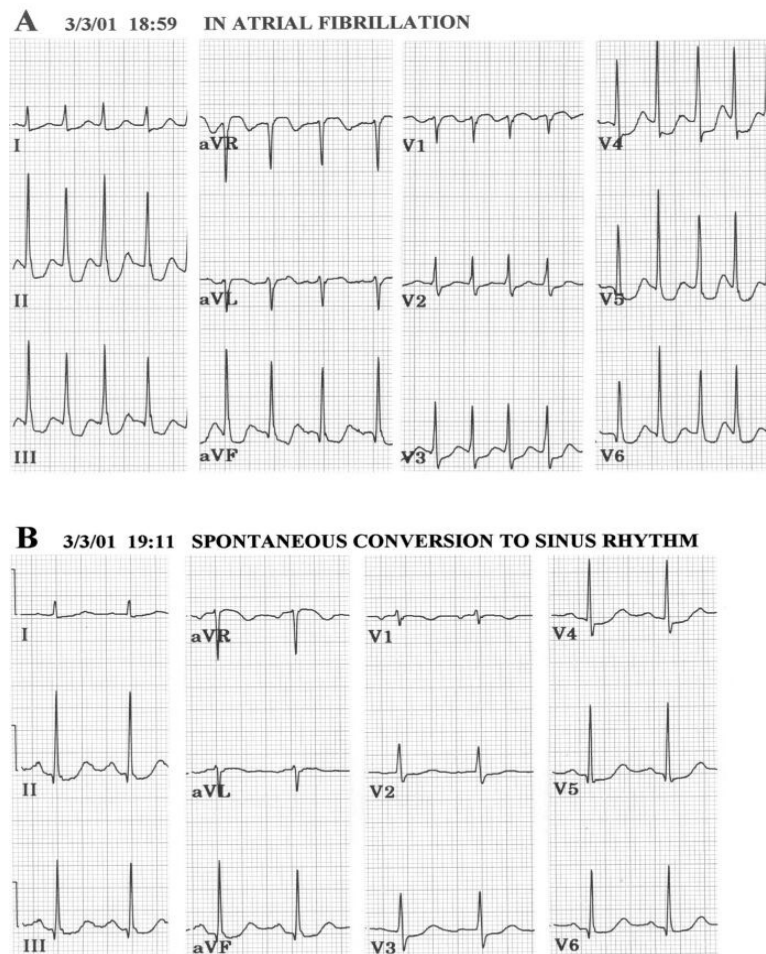 A 3/3/01 18:59 IN ATRIAL FIBRILLATION
I aVR V1 V4
II aVL V2 V5
III aVF V3 V6
B 3/3/01 19:11 SPONTANEOUS CONVERSION TO SINUS RHYTHM
I aVR V1 V4
II aVL V2 V5
III aVF V3 V6